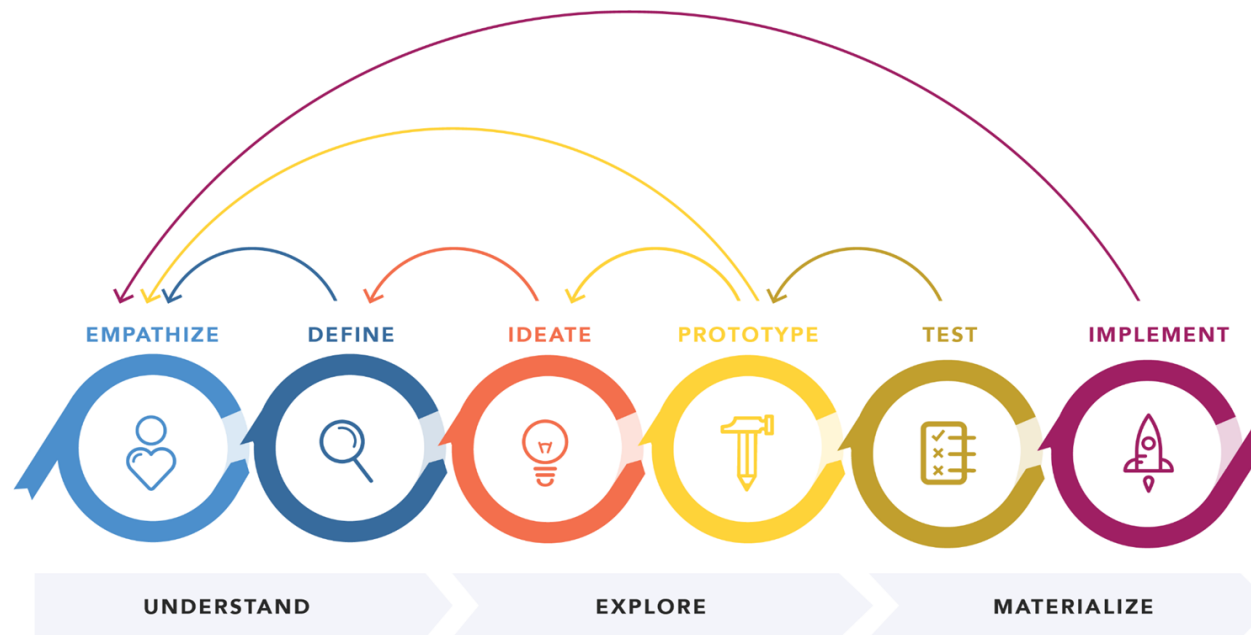 EMPATHIZE
DEFINE
IDEATE
PROTOTYPE
TEST
IMPLEMENT
UNDERSTAND
EXPLORE
MATERIALIZE